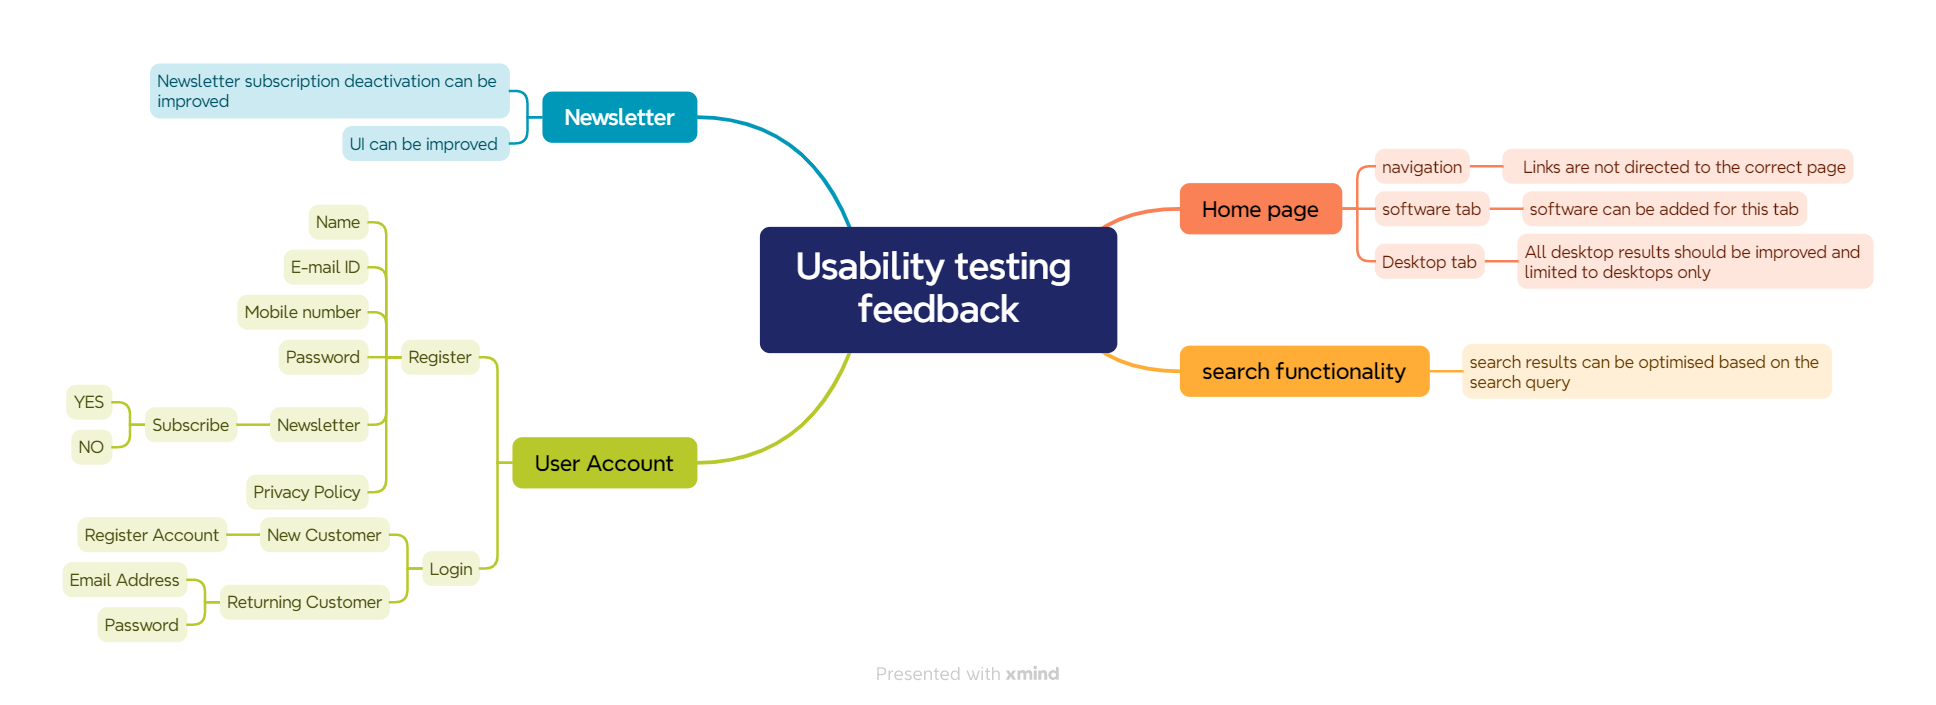 Usability testing
feedback
Newsletter
Newsletter subscription deactivation can be
improved
UI can be improved
Home page
navigation
Links are not directed to the correct page
software tab
software can be added for this tab
Desktop tab
All desktop results should be improved and
limited to desktops only
search functionality
search results can be optimised based on the
search query
User Account
Register
Name
E-mail ID
Mobile number
Password
Newsletter
Subscribe
YES
NO
Privacy Policy
Login
New Customer
Register Account
Returning Customer
Email Address
Password
Presented with xmind